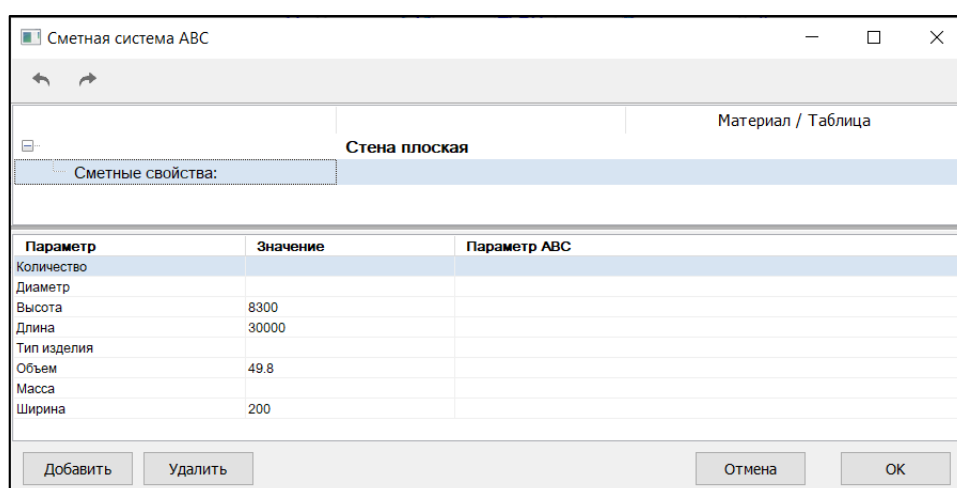 Сметная система ABC
Материал / Таблица
Стена плоская
Сметные свойства:
Параметр Значение Параметр ABC
Количество
Диаметр
Высота 8300
Длина 30000
Тип изделия
Объем 49.8
Масса
Ширина 200
Добавить Удалить Отмена OK